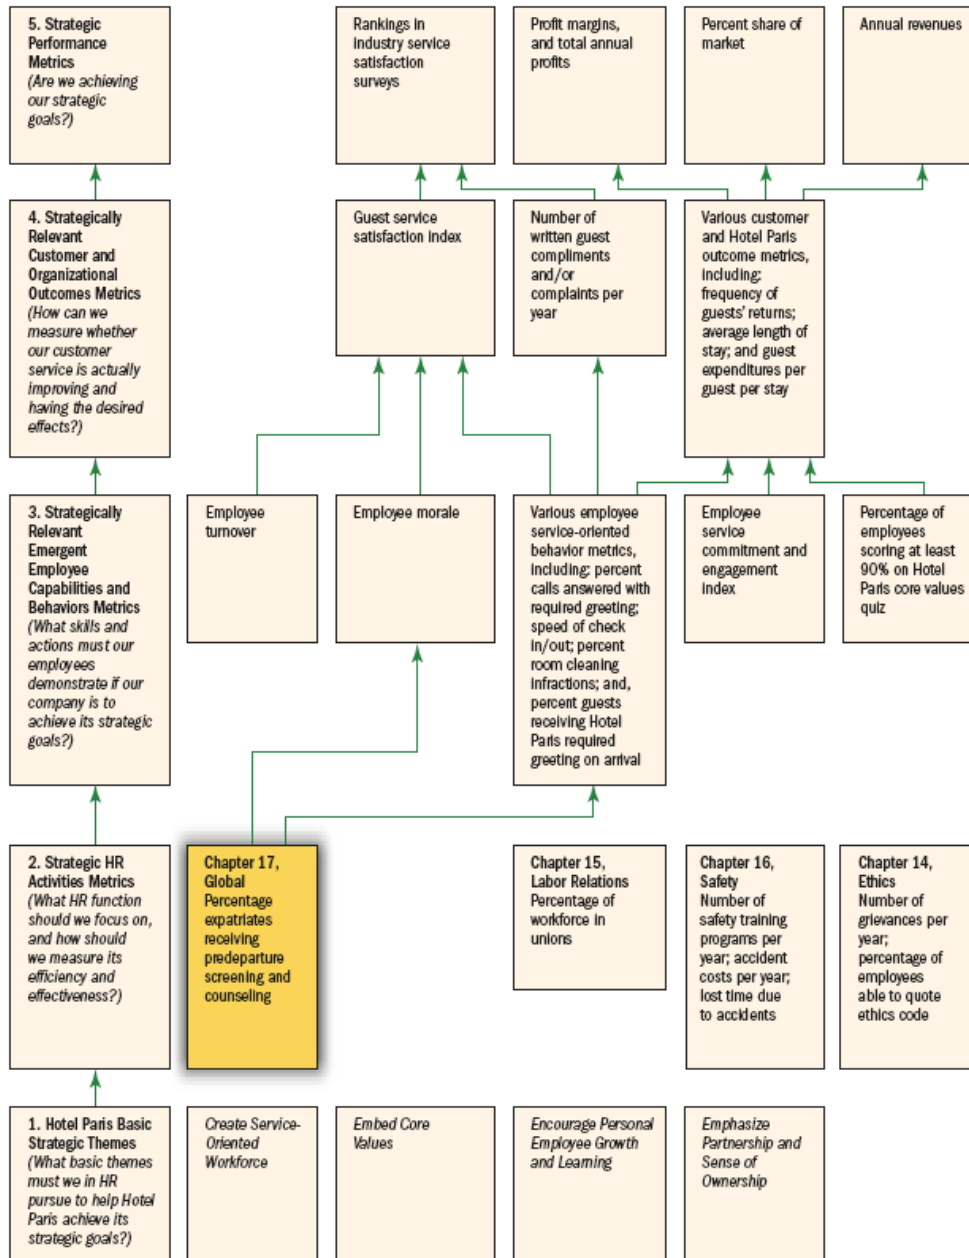 5. Strategic
Performance
Metrics
(Are we achieving
our strategic
goals?)
Rankings in
industry service
satisfaction
surveys
Profit margins,
and total annual
profits
Percent share of
market
Annual revenues
4. Strategically
Relevant
Customer and
Organizational
Outcomes Metrics
(How can we
measure whether
our customer
service is actually
improving and
having the desired
effects?)
Guest service
satisfaction index
Number of
written guest
compliments
and/or
complaints per
year
Various customer
and Hotel Paris
outcome metrics,
including:
frequency of
guests' returns;
average length of
stay; and guest
expenditures per
guest per stay
3. Strategically
Relevant
Emergent
Employee
Capabilities and
Behaviors Metrics
(What skills and
actions must our
employees
demonstrate if our
company is to
achieve its strategic
goals?)
Employee
turnover
Employee morale
Various employee
service-oriented
behavior metrics,
including: percent
calls answered with
required greeting;
speed of check
in/out; percent
room cleaning
infractions; and,
percent guests
receiving Hotel
Paris required
greeting on arrival
Employee
service
commitment and
engagement
index
Percentage of
employees
scoring at least
90% on Hotel
Paris core values
quiz
2. Strategic HR
Activities Metrics
(What HR function
should we focus on,
and how should
we measure its
efficiency and
effectiveness?)
Chapter 17,
Global
Percentage
expatriates
receiving
predeparture
screening and
counseling
Chapter 15,
Labor Relations
Percentage of
workforce in
unions
Chapter 16,
Safety
Number of
safety training
programs per
year; accident
costs per year;
lost time due
to accidents
Chapter 14,
Ethics
Number of
grievances per
year;
percentage of
employees
able to quote
ethics code
1. Hotel Paris Basic
Strategic Themes
(What basic themes
must we in HR
pursue to help Hotel
Paris achieve its
strategic goals?)
Create Service-
Oriented
Workforce
Embed Core
Values
Encourage Personal
Employee Growth
and Learning
Emphasize
Partnership and
Sense of
Ownership